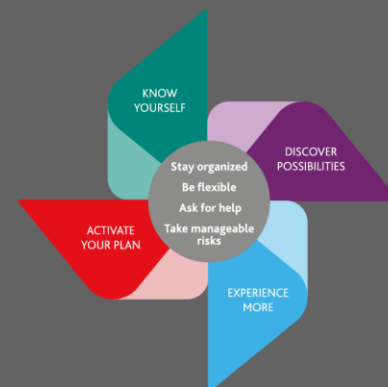 KNOW
YOURSELF
DISCOVER
POSSIBILITIES
Stay organized
Be flexible
Ask for help
Take manageable
risks
ACTIVATE
YOUR PLAN
EXPERIENCE
MORE